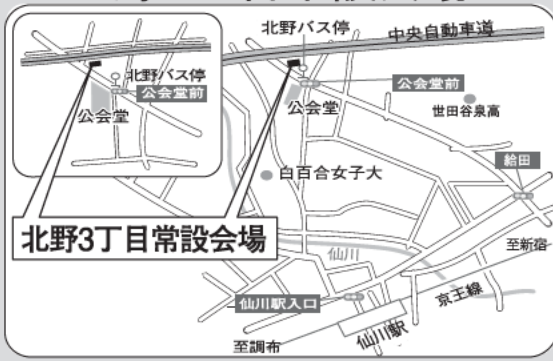 北野バス停
公会堂前
公会堂
北野バス停
中央自動車道
公会堂前
公会堂
世田谷泉高
給田
白百合女子大
北野3丁目常設会場
仙川
至新宿
仙川駅入口
京王線
仙川駅
至調布